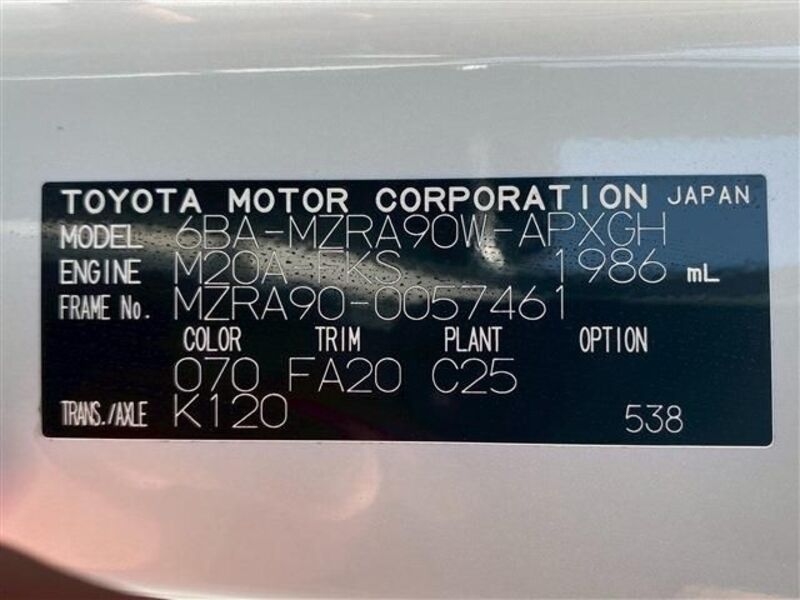 TOYOTA MOTOR CORPORATION JAPAN
MODEL 6BA-MZRA90W-APXGH
ENGINE M20A FKS 1986 mL
FRAME No. MZRA90-0057461
COLOR TRIM PLANT OPTION
070 FA20 C25
TRANS./AXLE K120 538